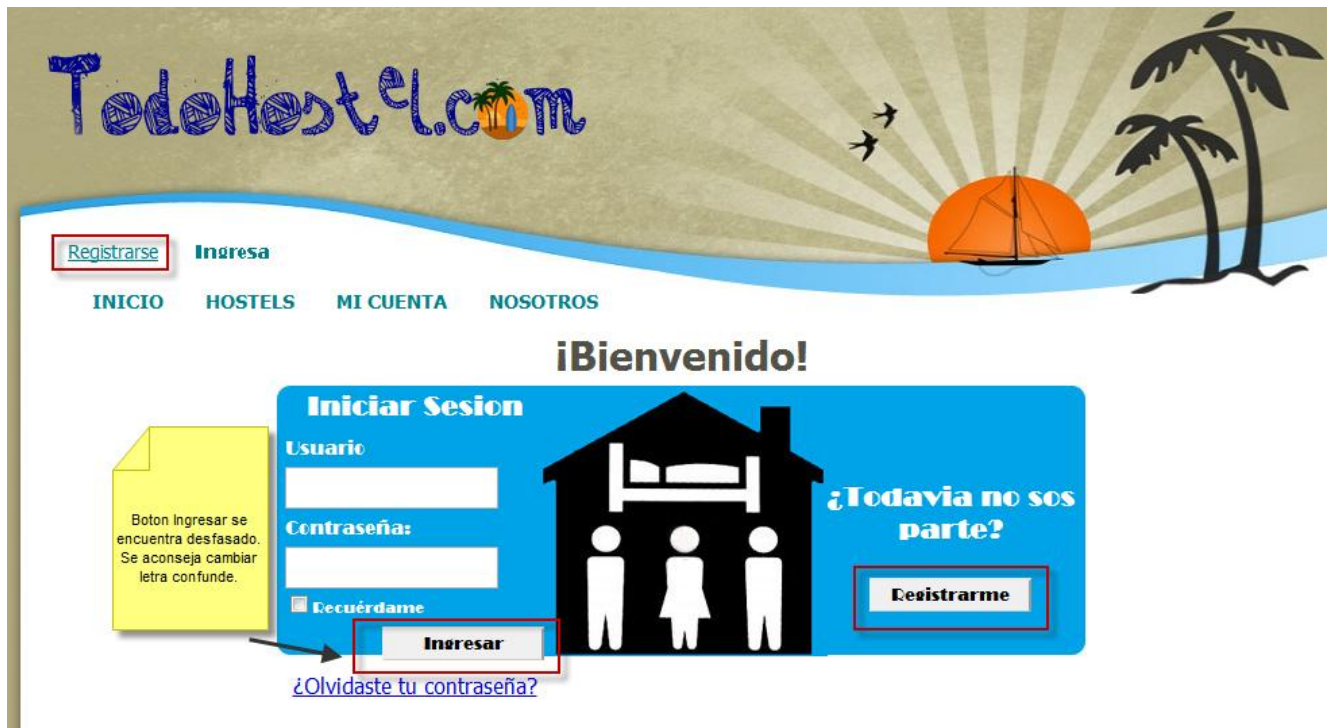 TodoHostel.com
Registrarse Ingresa
INICIO HOSTELS MI CUENTA NOSOTROS
¡Bienvenido!
Iniciar Sesion
Usuario
Contraseña:
Recuérdame
Ingresar
¿Olvidaste tu contraseña?
¿Todavia no sos
parte?
Registrarme
Boton Ingresar se
encuentra desfasado.
Se aconseja cambiar
letra confunde.